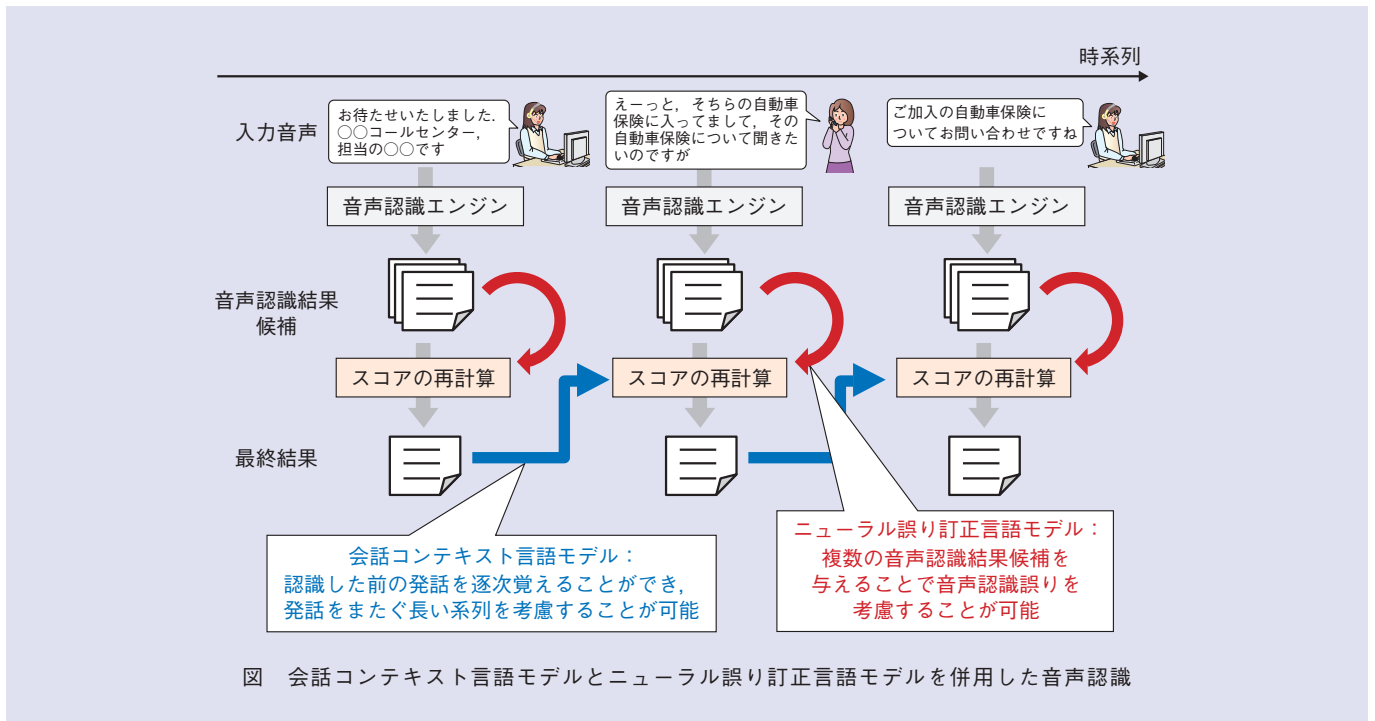 時系列
入力音声
お待たせいたしました.
○○コールセンター,
担当の○○です
えーっと, そちらの自動車
保険に入ってまして, その
自動車保険について聞きた
いのですが
ご加入の自動車保険に
ついてお問い合わせですね
音声認識エンジン
音声認識エンジン
音声認識エンジン
音声認識結果
候補
スコアの再計算
スコアの再計算
スコアの再計算
最終結果
会話コンテキスト言語モデル：
認識した前の発話を逐次覚えることができ,
発話をまたぐ長い系列を考慮することが可能
ニューラル誤り訂正言語モデル：
複数の音声認識結果候補を
与えることで音声認識誤りを
考慮することが可能
図　会話コンテキスト言語モデルとニューラル誤り訂正言語モデルを併用した音声認識